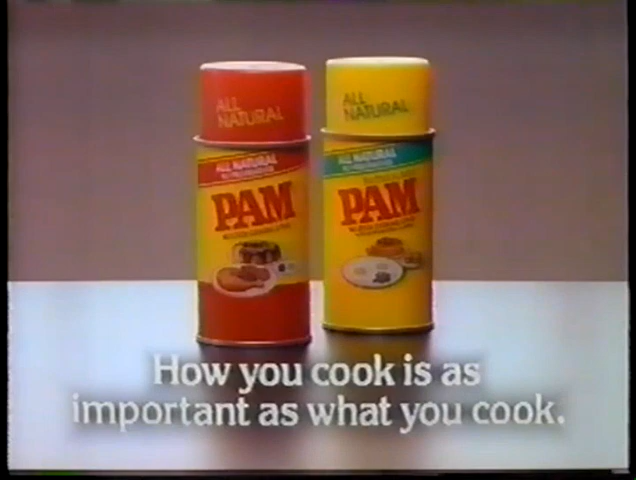 ALL
NATURAL
ALL
NATURAL
ALL NATURAL
ALL NATURAL
PAM
PAM
How you cook is as
important as what you cook.